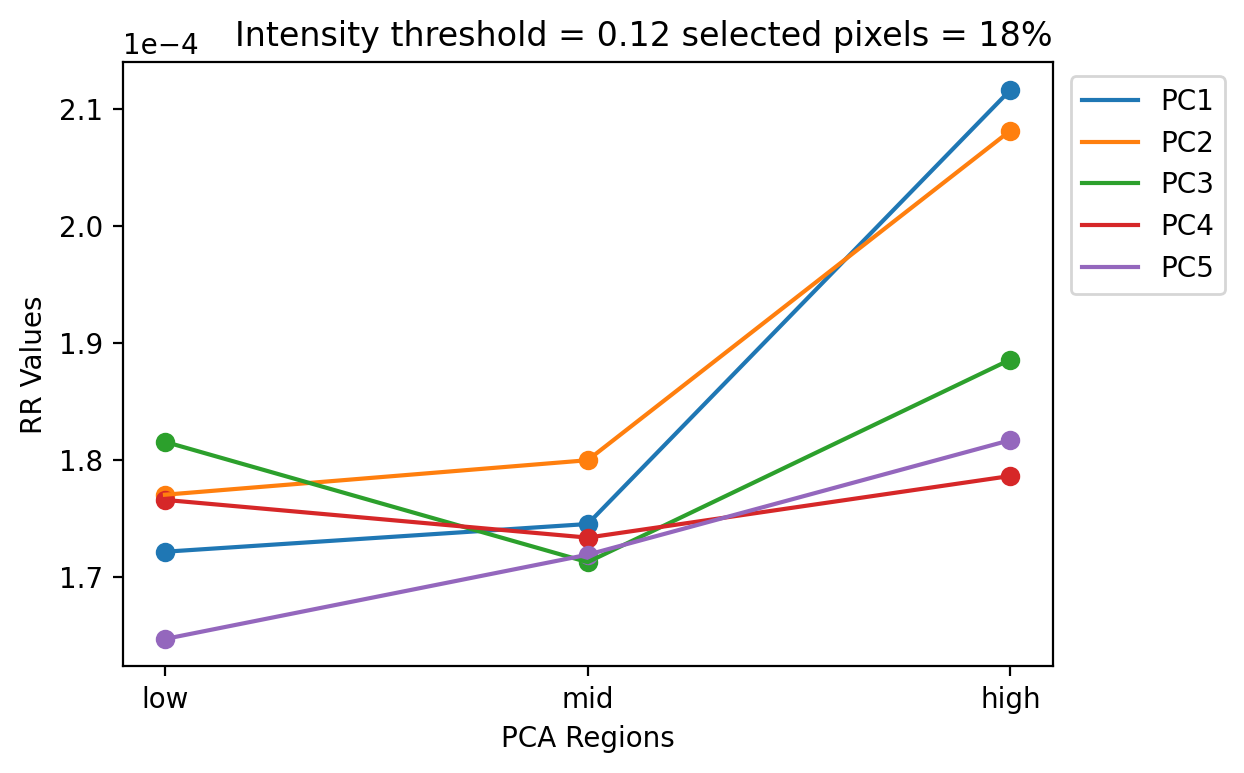 Intensity threshold = 0.12 selected pixels = 18%
1e−4
2.1
2.0
1.9
1.8
1.7
RR Values
low
mid
high
PCA Regions
PC1
PC2
PC3
PC4
PC5